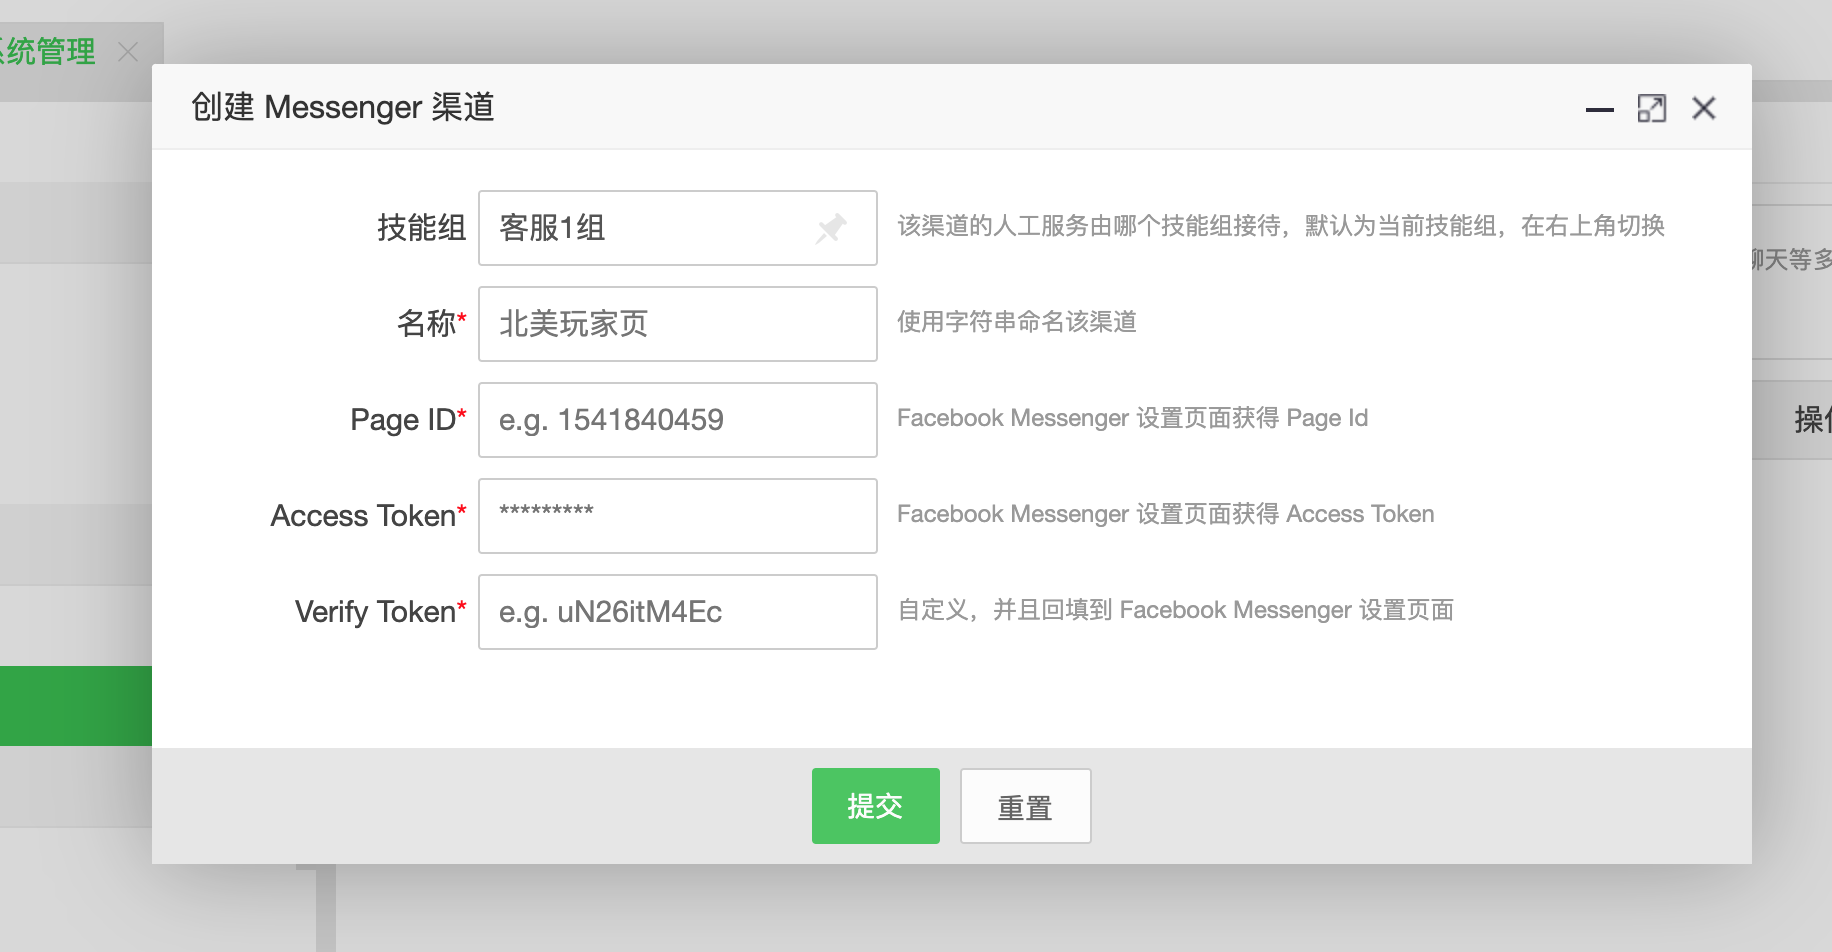 统管理
创建 Messenger 渠道
技能组 客服1组 该渠道的人工服务由哪个技能组接待，默认为当前技能组，在右上角切换
聊天等多
名称* 北美玩家页 使用字符串命名该渠道
Page ID* e.g. 1541840459 Facebook Messenger 设置页面获得 Page Id
操作
Access Token* ********* Facebook Messenger 设置页面获得 Access Token
Verify Token* e.g. uN26itM4Ec 自定义，并且回填到 Facebook Messenger 设置页面
提交 重置